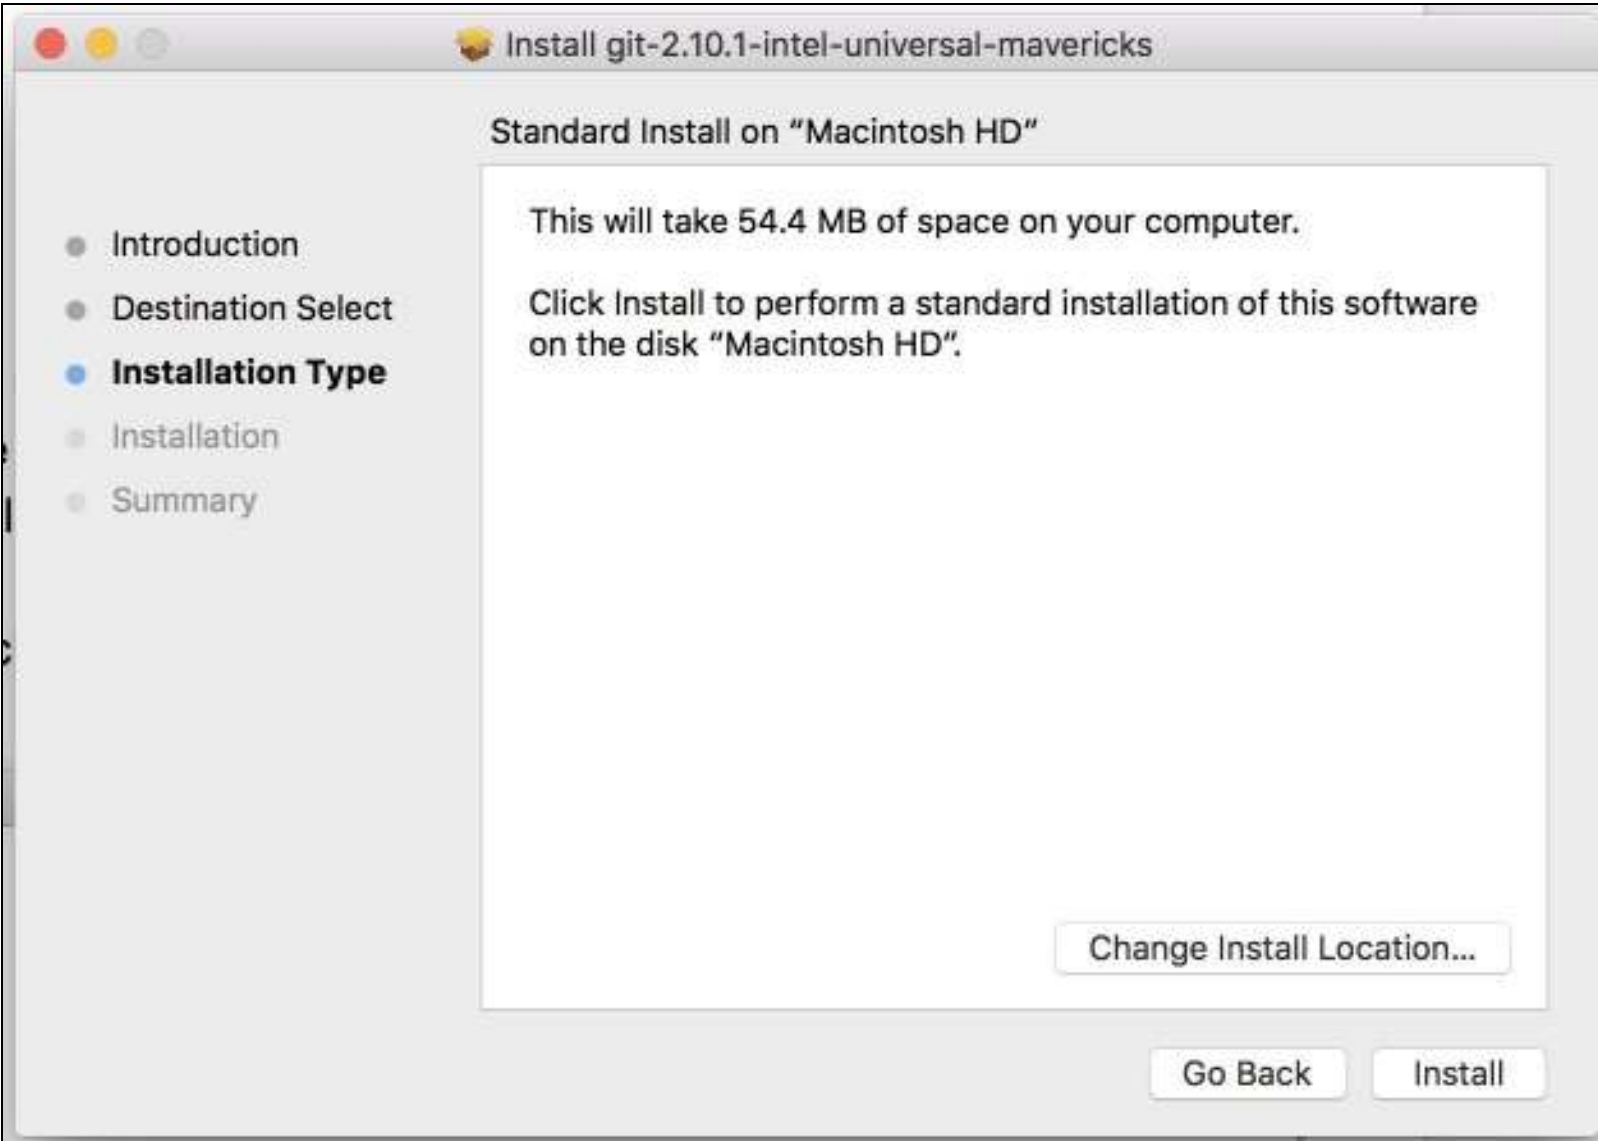 Install git-2.10.1-intel-universal-mavericks
Standard Install on “Macintosh HD”
Introduction
Destination Select
Installation Type
Installation
Summary
This will take 54.4 MB of space on your computer.
Click Install to perform a standard installation of this software
on the disk “Macintosh HD”.
Change Install Location...
Go Back
Install